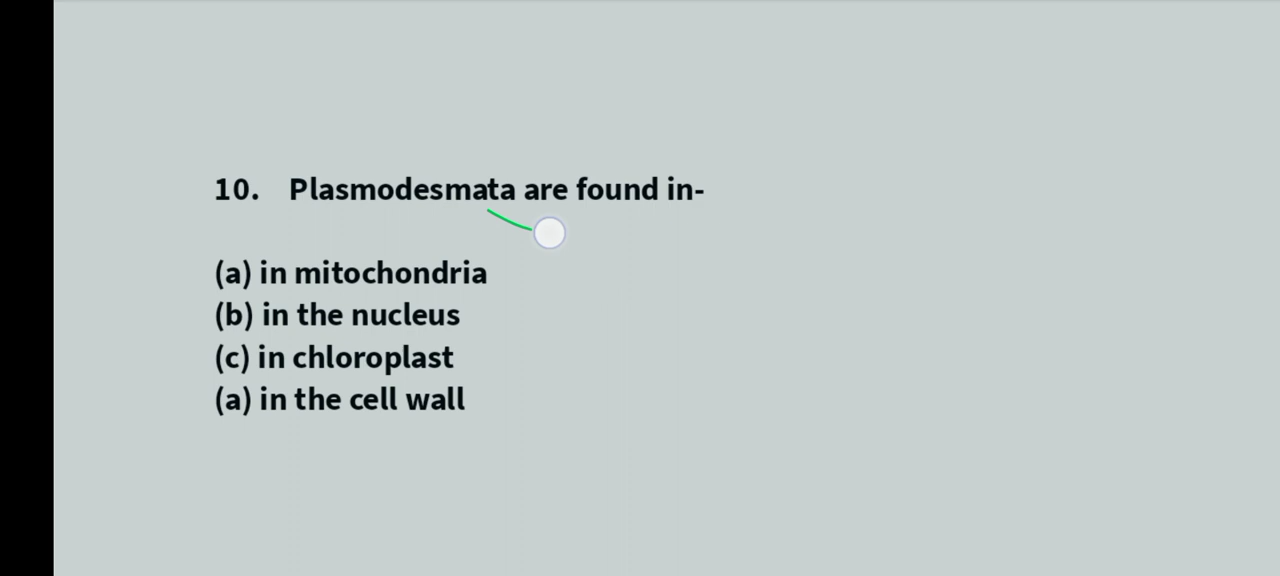 10. Plasmodesmata are found in-
(a) in mitochondria
(b) in the nucleus
(c) in chloroplast
(a) in the cell wall